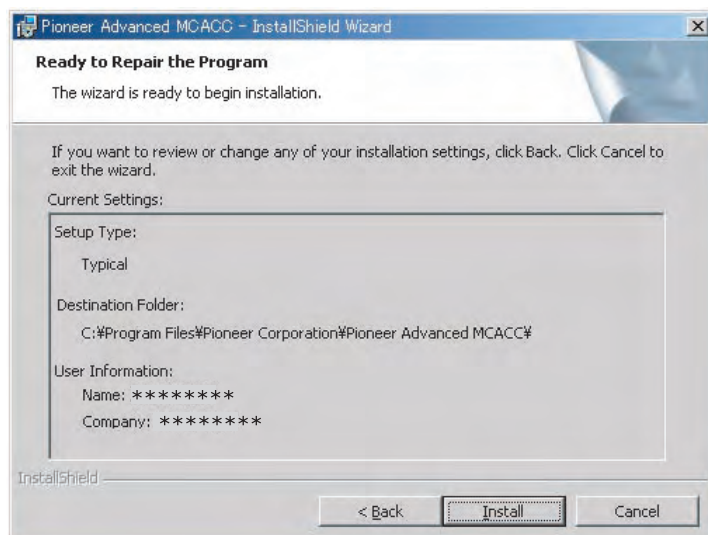 Pioneer Advanced MCACC - InstallShield Wizard
Ready to Repair the Program
The wizard is ready to begin installation.
If you want to review or change any of your installation settings, click Back. Click Cancel to
exit the wizard.
Current Settings:
Setup Type:
Typical
Destination Folder:
C:¥Program Files¥Pioneer Corporation¥Pioneer Advanced MCACC¥
User Information:
Name: ********
Company: ********
InstallShield
< Back
Install
Cancel